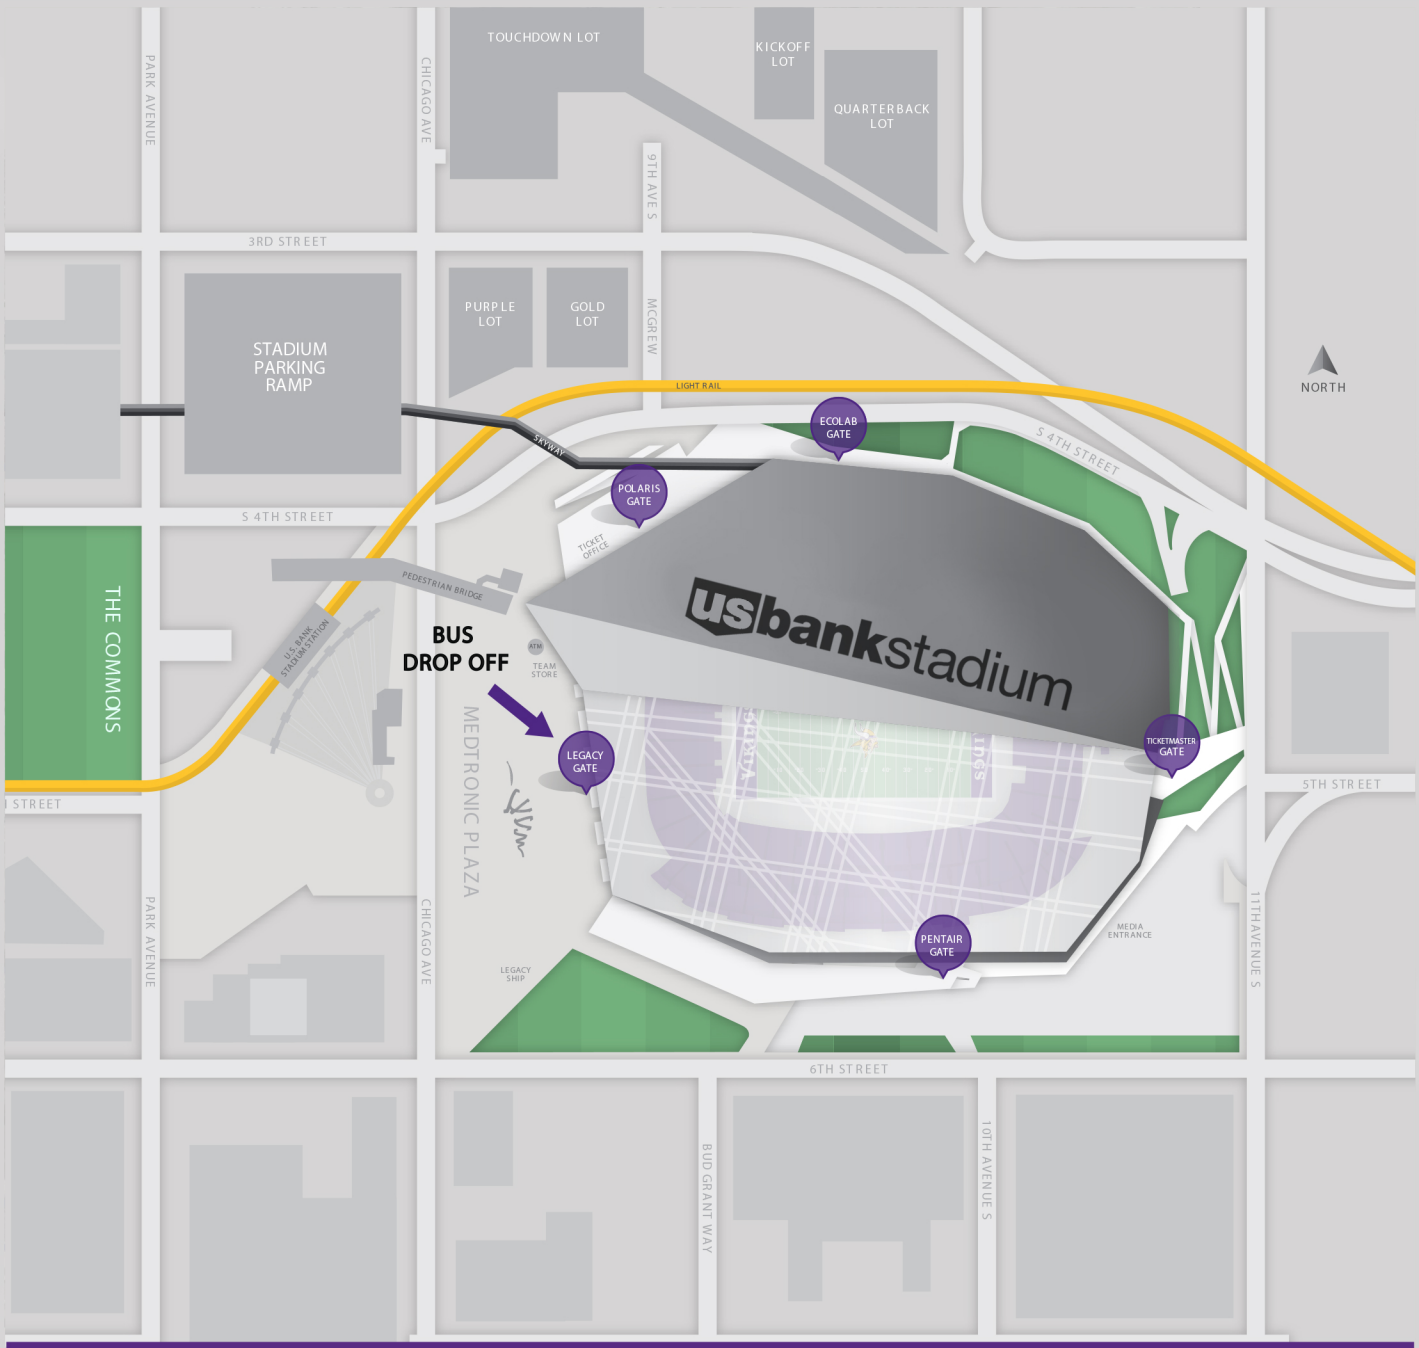 TOUCHDOWN LOT
KICKOFF
LOT
QUARTERBACK
LOT
PARK AVENUE
CHICAGO AVE
9TH AVE S
3RD STREET
PURPLE
LOT
GOLD
LOT
MCGREW
STADIUM
PARKING
RAMP
LIGHT RAIL
NORTH
ECOLAB
GATE
SKYWAY
S 4TH STREET
POLARIS
GATE
S 4TH STREET
TICKET
OFFICE
PEDESTRIAN BRIDGE
THE COMMONS
U.S. BANK
STADIUM STATION
BUS
DROP OFF
ATM
TEAM
STORE
usbankstadium
MEDTRONIC PLAZA
LEGACY
GATE
TICKETMASTER
GATE
5TH STREET
STREET
PARK AVENUE
CHICAGO AVE
11TH AVENUE S
MEDIA
ENTRANCE
PENTAIR
GATE
LEGACY
SHIP
6TH STREET
BUD GRANT WAY
10TH AVENUE S